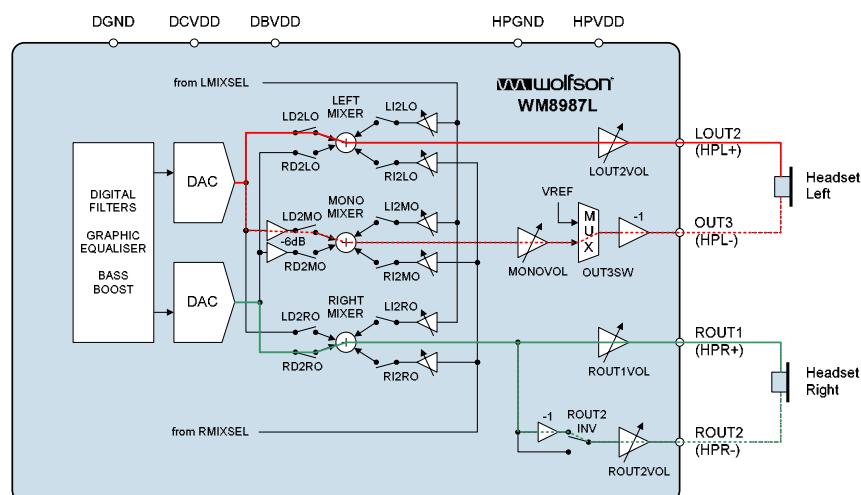 DGND DCVDD DBVDD HPGND HPVDD
from LMIXSEL
wolfson
WM8987L
LEFT
MIXER
LD2LO
LI2LO
RD2LO
RI2LO
LOUT2VOL
LOUT2
(HPL+)
DAC
DIGITAL
FILTERS
GRAPHIC
EQUALISER
BASS
BOOST
Headset
Left
VREF
MONO
MIXER
LD2MO
LI2MO
-6dB
RD2MO
RI2MO
MONOVOL
MUX
OUT3SW
-1
OUT3
(HPL-)
DAC
RIGHT
MIXER
LD2RO
LI2RO
RD2RO
RI2RO
ROUT1VOL
ROUT1
(HPR+)
Headset
Right
from RMIXSEL
-1
ROUT2
INV
ROUT2VOL
ROUT2
(HPR-)